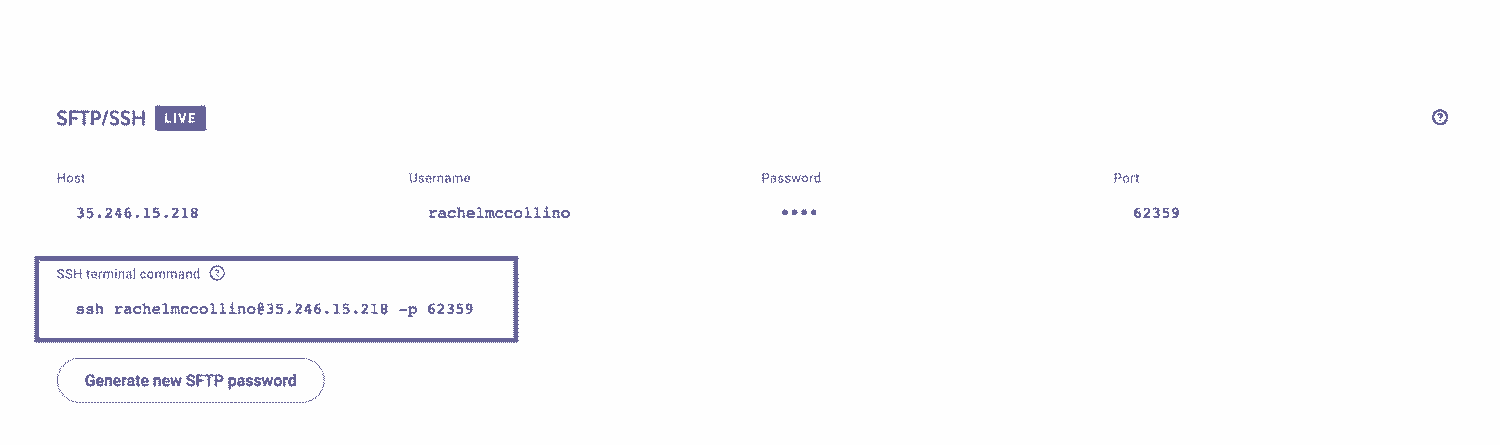 SFTP/SSH LIVE
Host Username Password Port
35.246.15.218 rachelmccollino •••• 62359
SSH terminal command
ssh rachelmccollino@35.246.15.218 -p 62359
Generate new SFTP password